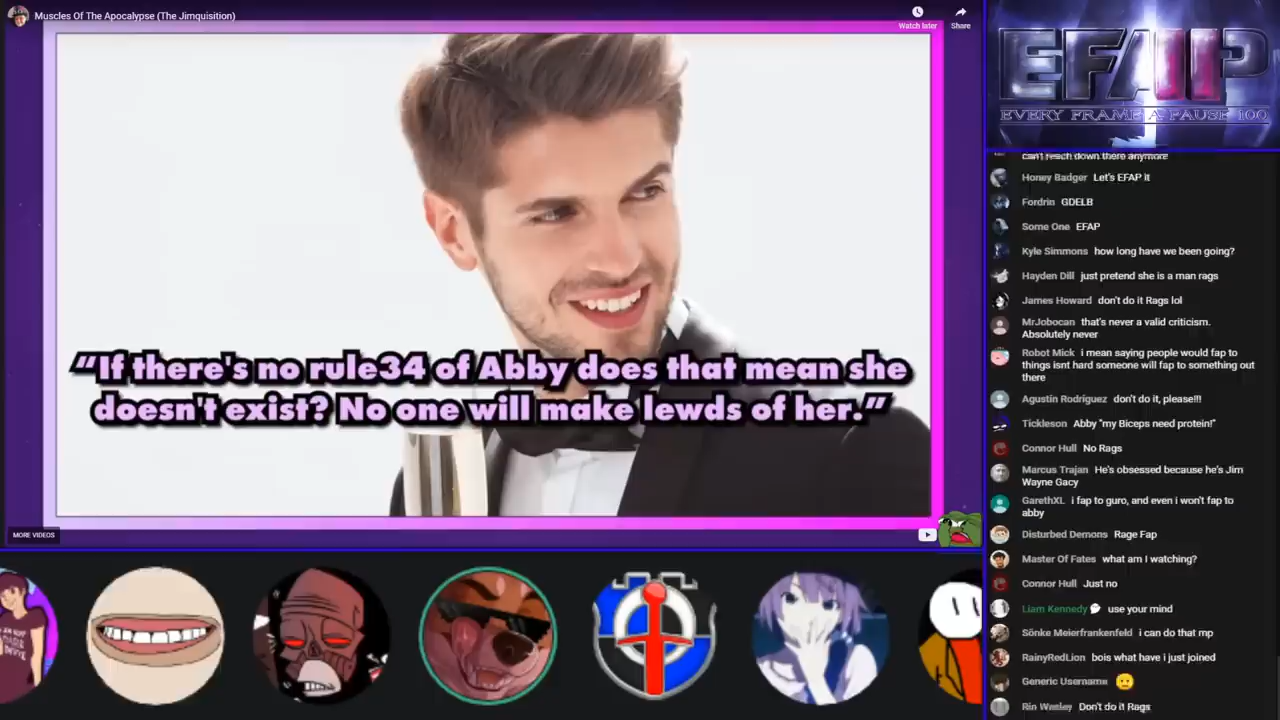 Muscles Of The Apocalypse (The Jimquisition)
Watch later
Share
"If there's no rule34 of Abby does that mean she
doesn't exist? No one will make lewds of her."
MORE VIDEOS
EFAP
EVERY FRAME A PAUSE 100
can't reach down there anymore
Honey Badger Let's EFAP it
Fordrin GDELB
Some One EFAP
Kyle Simmons how long have we been going?
Hayden Dill just pretend she is a man rags
James Howard don't do it Rags lol
MrJobocan that's never a valid criticism.
Absolutely never
Robot Mick i mean saying people would fap to
things isnt hard someone will fap to something out
there
Agustín Rodríguez don't do it, please!!!
Tickleson Abby "my Biceps need protein!"
Connor Hull No Rags
Marcus Trajan He's obsessed because he's Jim
Wayne Gacy
GarethXL i fap to guro, and even i won't fap to
abby
Disturbed Demons Rage Fap
Master Of Fates what am I watching?
Connor Hull Just no
Liam Kennedy use your mind
Sönke Meierfrankenfeld i can do that mp
RainyRedLion bois what have i just joined
Generic Username
Rin Wesley Don't do it Rags